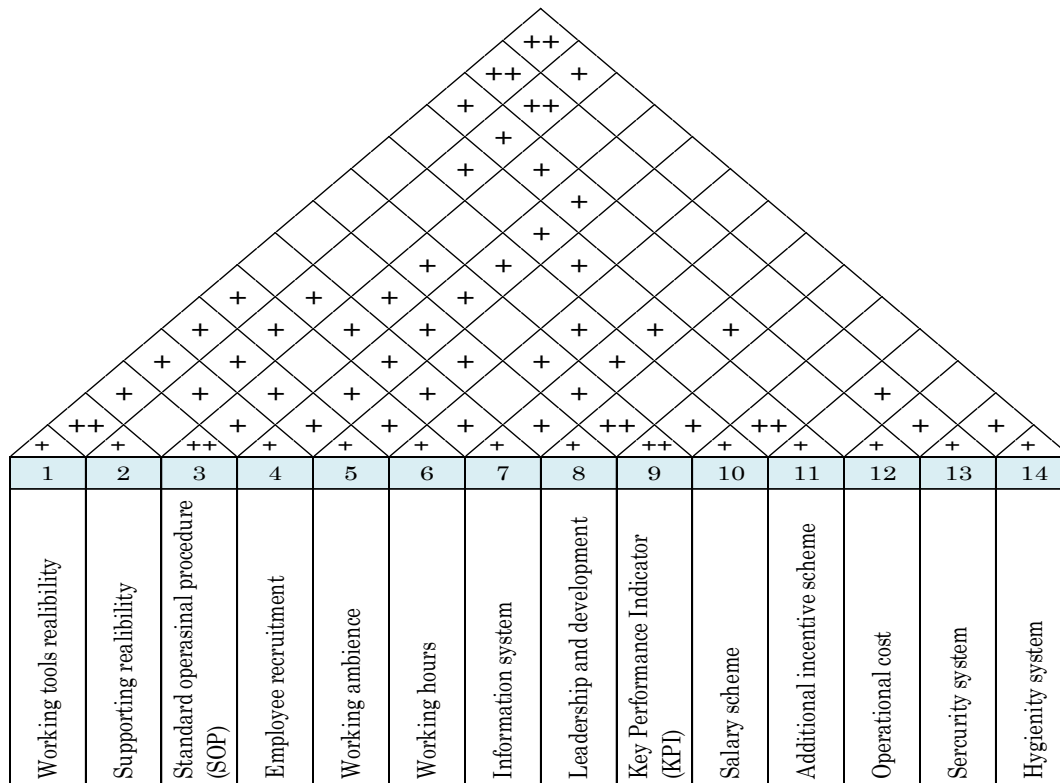 ++
++ +
+ ++
+
+ +
+
+
+ + +
+ + + +
+ + + + + + +
+ + + + + + +
+ + + + + + +
++ + + + + + ++ + ++ + +
+ + ++ + + + + + ++ + + + + +
1 2 3 4 5 6 7 8 9 10 11 12 13 14
Working tools realibility
Supporting realibility
Standard operasinal procedure
(SOP)
Employee recruitment
Working ambience
Working hours
Information system
Leadership and development
Key Performance Indicator
(KPI)
Salary scheme
Additional incentive scheme
Operational cost
Sercurity system
Hygienity system